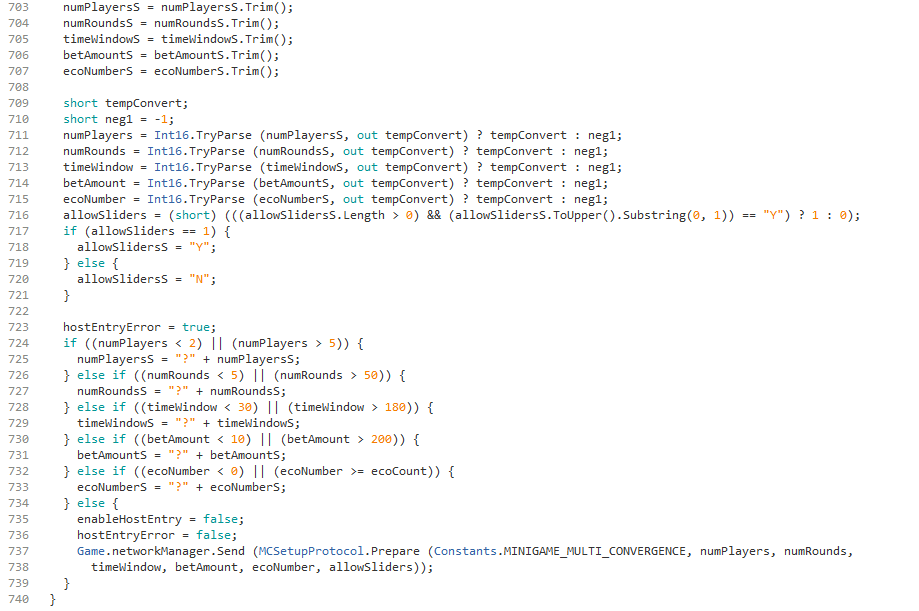 703 numPlayersS = numPlayersS.Trim();
704 numRoundsS = numRoundsS.Trim();
705 timeWindowS = timeWindowS.Trim();
706 betAmountS = betAmountS.Trim();
707 ecoNumberS = ecoNumberS.Trim();
708
709 short tempConvert;
710 short neg1 = -1;
711 numPlayers = Int16.TryParse (numPlayersS, out tempConvert) ? tempConvert : neg1;
712 numRounds = Int16.TryParse (numRoundsS, out tempConvert) ? tempConvert : neg1;
713 timeWindow = Int16.TryParse (timeWindowS, out tempConvert) ? tempConvert : neg1;
714 betAmount = Int16.TryParse (betAmountS, out tempConvert) ? tempConvert : neg1;
715 ecoNumber = Int16.TryParse (ecoNumberS, out tempConvert) ? tempConvert : neg1;
716 allowSliders = (short) (((allowSlidersS.Length > 0) && (allowSlidersS.ToUpper().Substring(0, 1)) == "Y") ? 1 : 0);
717 if (allowSliders == 1) {
718 allowSlidersS = "Y";
719 } else {
720 allowSlidersS = "N";
721 }
722
723 hostEntryError = true;
724 if ((numPlayers < 2) || (numPlayers > 5)) {
725 numPlayersS = "?" + numPlayersS;
726 } else if ((numRounds < 5) || (numRounds > 50)) {
727 numRoundsS = "?" + numRoundsS;
728 } else if ((timeWindow < 30) || (timeWindow > 180)) {
729 timeWindowS = "?" + timeWindowS;
730 } else if ((betAmount < 10) || (betAmount > 200)) {
731 betAmountS = "?" + betAmountS;
732 } else if ((ecoNumber < 0) || (ecoNumber >= ecoCount)) {
733 ecoNumberS = "?" + ecoNumberS;
734 } else {
735 enableHostEntry = false;
736 hostEntryError = false;
737 Game.networkManager.Send (MCSetupProtocol.Prepare (Constants.MINIGAME_MULTI_CONVERGENCE, numPlayers, numRounds,
738 timeWindow, betAmount, ecoNumber, allowSliders));
739 }
740 }